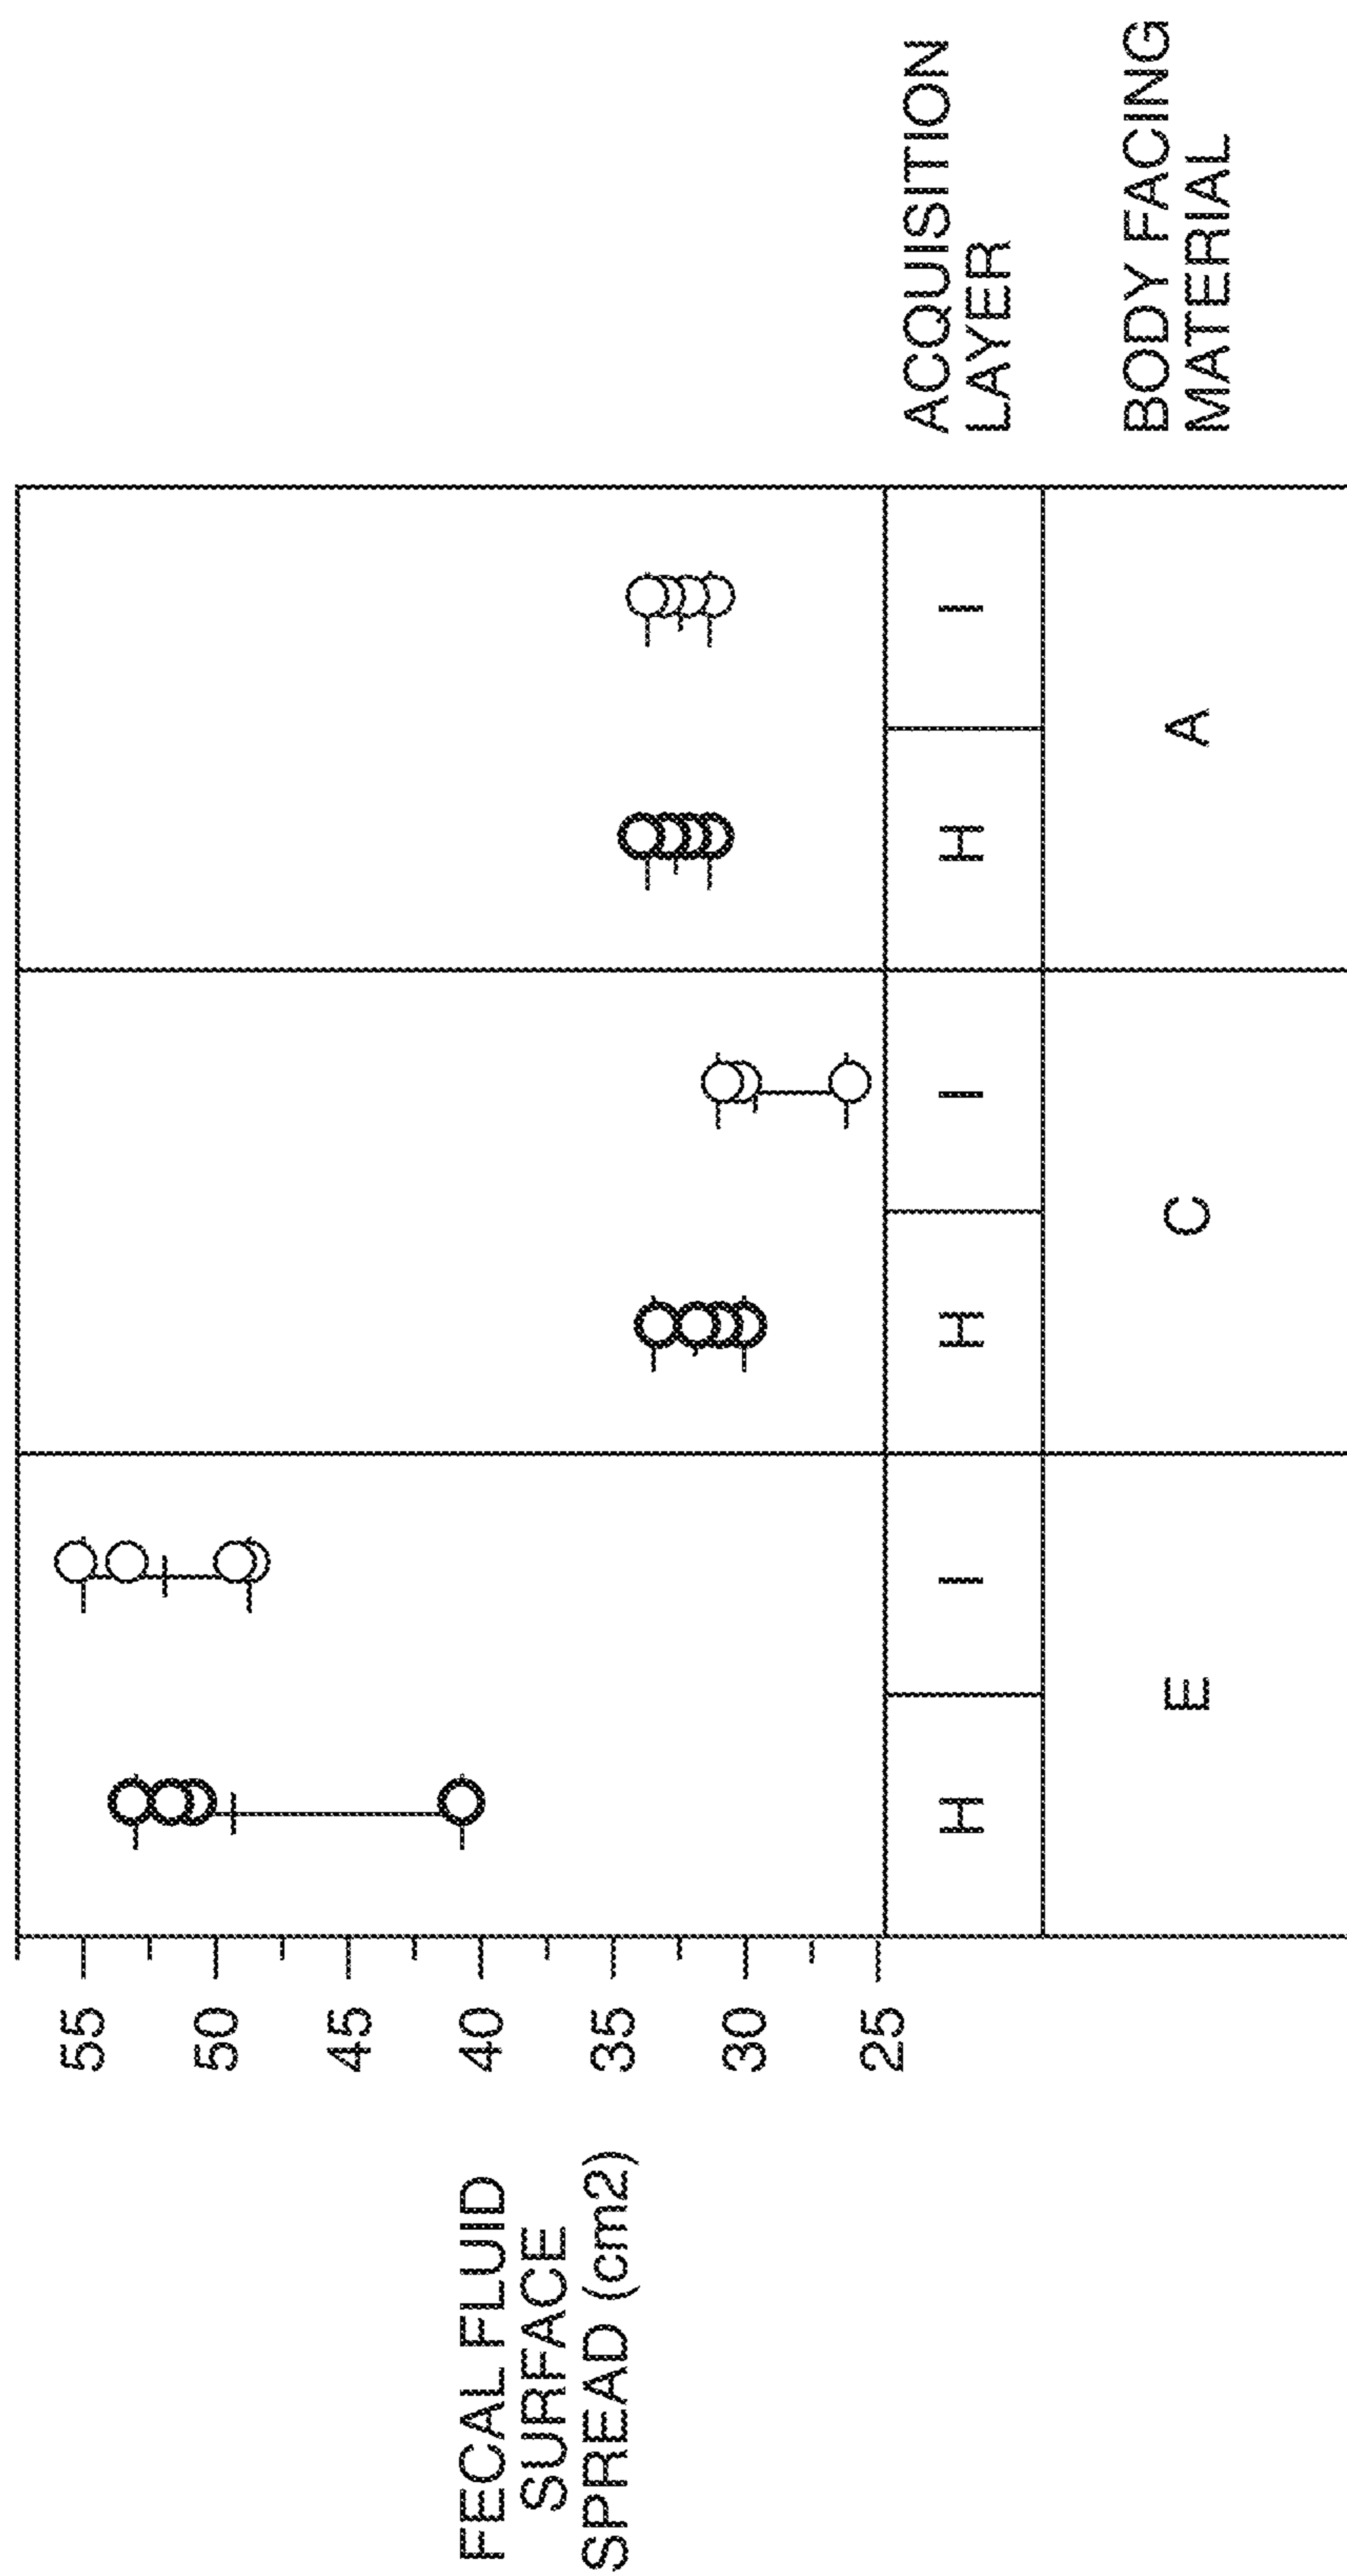 FECAL FLUID
SURFACE
SPREAD (cm2)
55
50
45
40
35
30
25
H I H I H I
ACQUISITION
LAYER
E C A
BODY FACING
MATERIAL